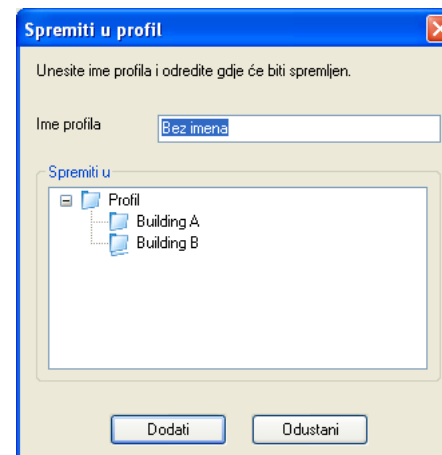 Spremiti u profil
Unesite ime profila i odredite gdje će biti spremljen.
Ime profila
Bez imena
Spremiti u
Profil
Building A
Building B
Dodati
Odustani